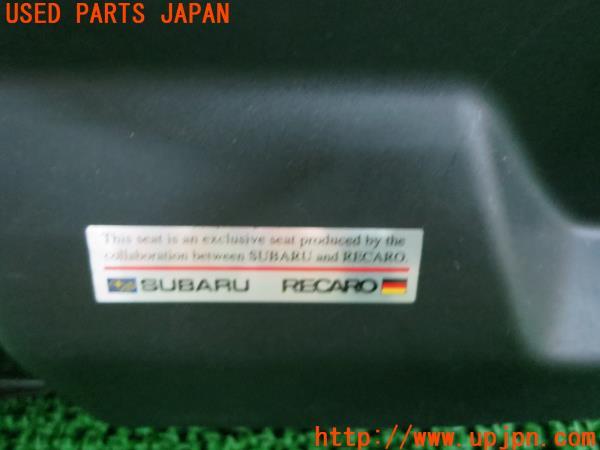 USED PARTS JAPAN
This seat is an exclusive seat produced by the
collaboration between SUBARU and RECARO.
SUBARU RECARO
http://www.upjpn.com